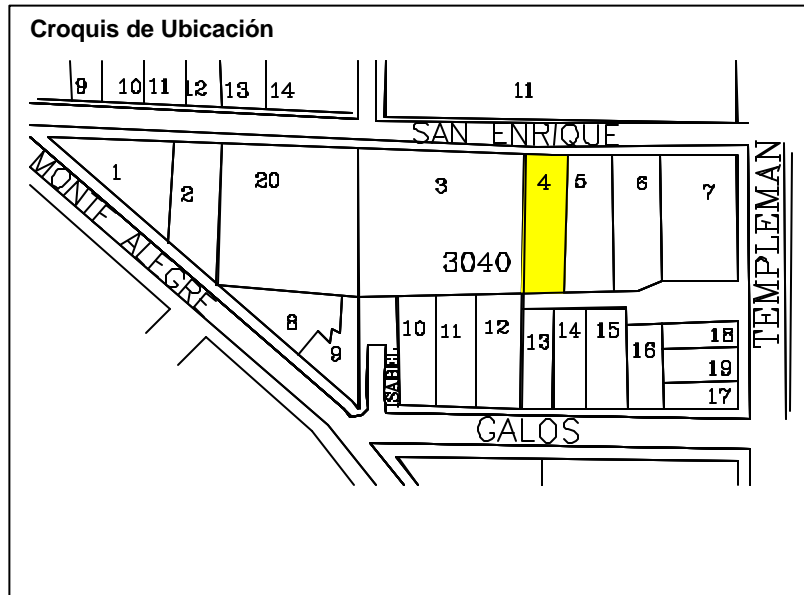 Croquis de Ubicación
9 10 11 12 13 14
11
SAN ENRIQUE
MONTE ALEGRE
TEMPLEMAN
1 2 20 3 4 5 6 7
3040
8 9 10 11 12 13 14 15 16 18
19
17
SABEL
GALOS